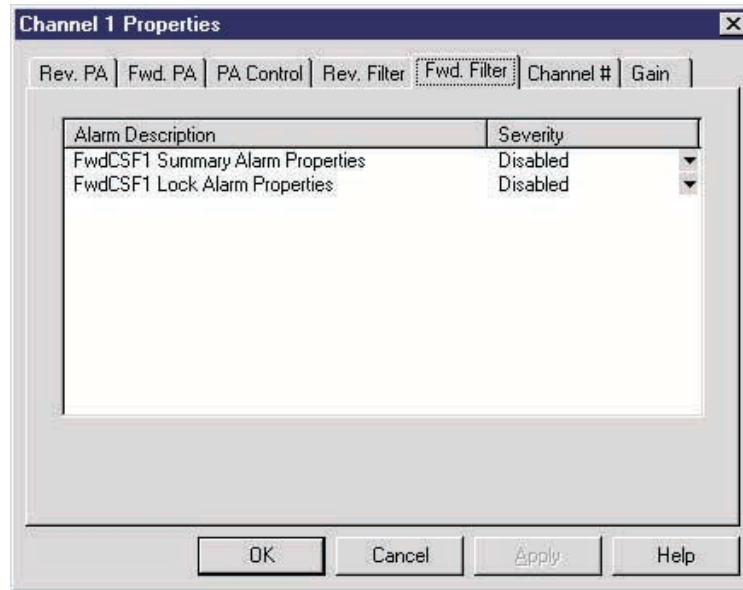 Channel 1 Properties
Rev. PA Fwd. PA PA Control Rev. Filter Fwd. Filter Channel # Gain
Alarm Description Severity
FwdCSF1 Summary Alarm Properties Disabled
FwdCSF1 Lock Alarm Properties Disabled
OK Cancel Apply Help